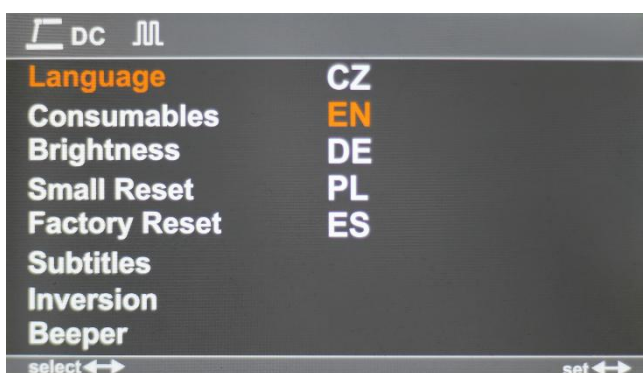 DC
Language CZ
Consumables EN
Brightness DE
Small Reset PL
Factory Reset ES
Subtitles
Inversion
Beeper
select set